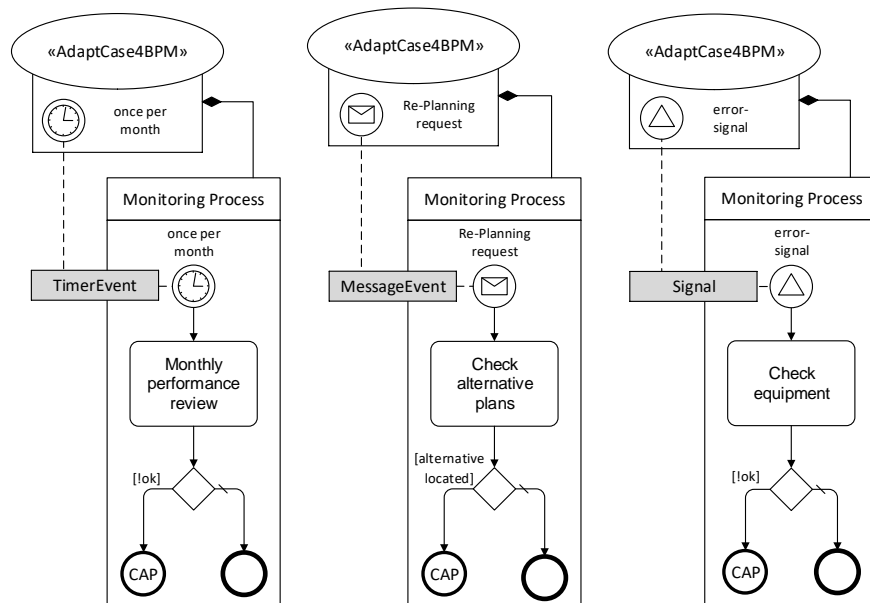 «AdaptCase4BPM»
once per
month
Monitoring Process
once per
month
TimerEvent
Monthly
performance
review
[!ok]
CAP
«AdaptCase4BPM»
Re-Planning
request
Monitoring Process
Re-Planning
request
MessageEvent
Check
alternative
plans
[alternative
located]
CAP
«AdaptCase4BPM»
error-
signal
Monitoring Process
error-
signal
Signal
Check
equipment
[!ok]
CAP